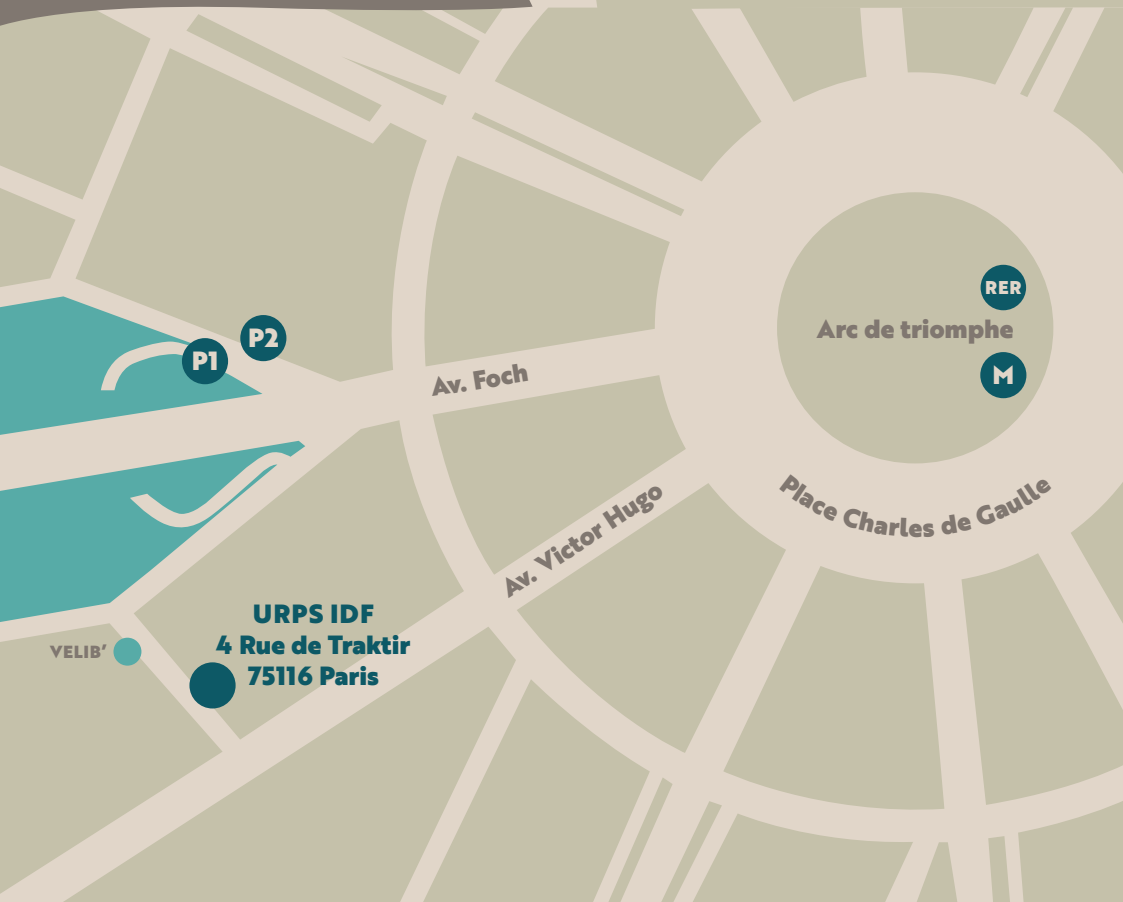 RER
Arc de triomphe
M
P2
P1
Av. Foch
Place Charles de Gaulle
Av. Victor Hugo
URPS IDF
4 Rue de Traktir
75116 Paris
VELIB’